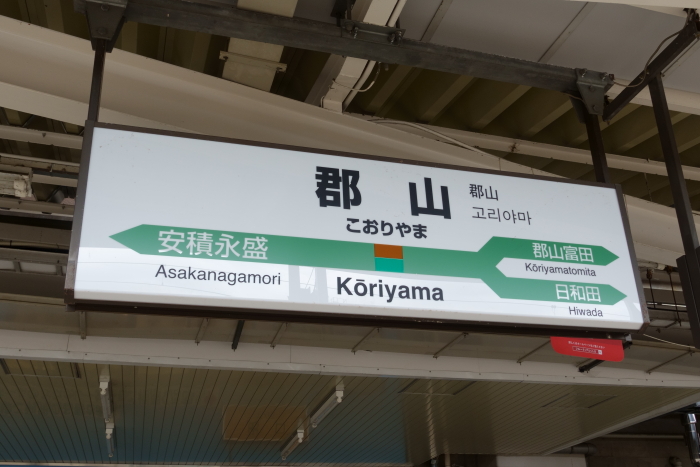 郡山
こおりやま
郡山
고리야마
安積永盛
Asakanagamori
Kōriyama
郡山富田
Kōriyamatomita
日和田
Hiwada